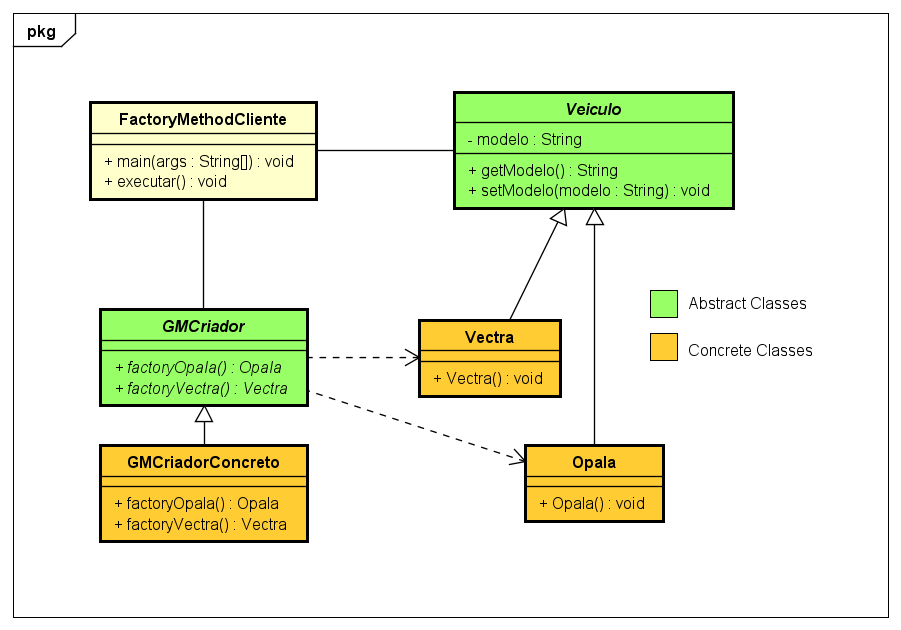 pkg
FactoryMethodCliente
+ main(args : String[]) : void
+ executar() : void
Veiculo
- modelo : String
+ getModelo() : String
+ setModelo(modelo : String) : void
GMCriador
+ factoryOpala() : Opala
+ factoryVectra() : Vectra
Vectra
+ Vectra() : void
Abstract Classes
Concrete Classes
GMCriadorConcreto
+ factoryOpala() : Opala
+ factoryVectra() : Vectra
Opala
+ Opala() : void